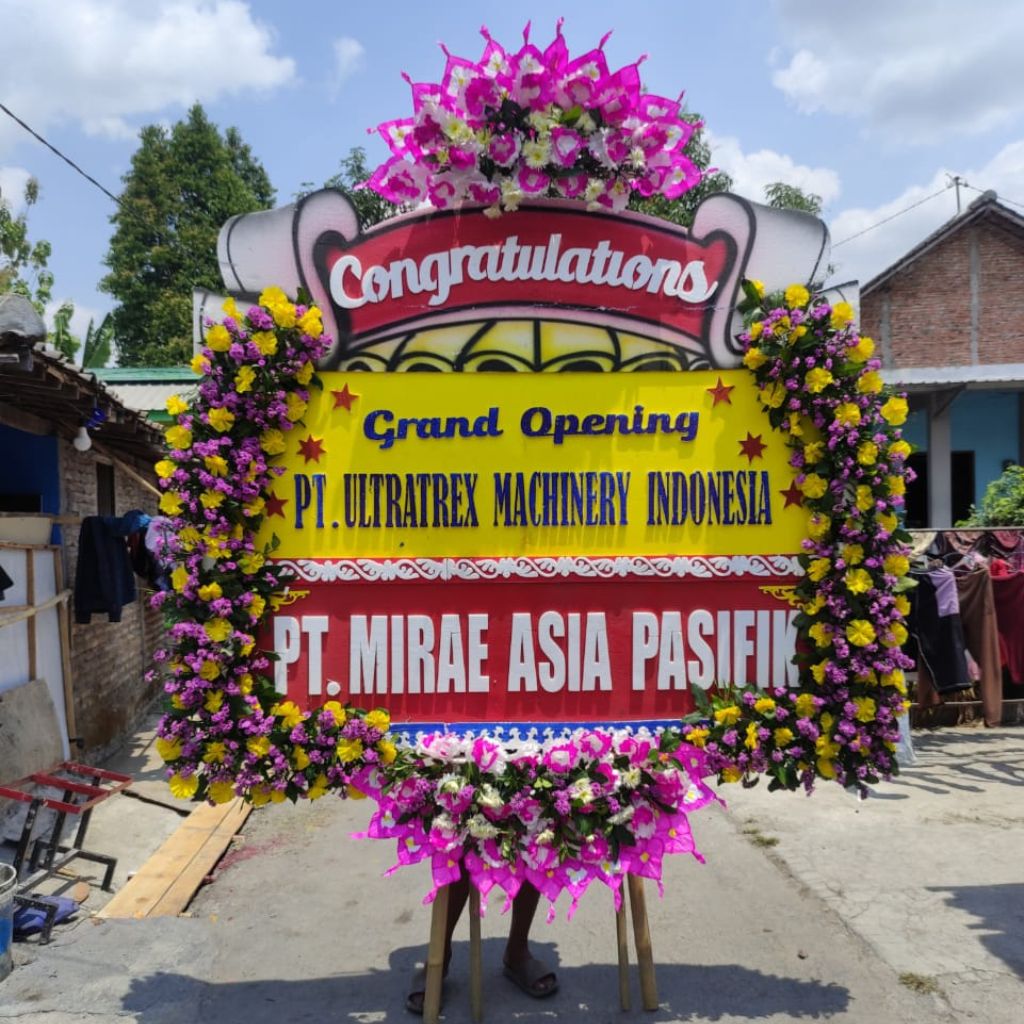 Congratulations
Grand Opening
PT. ULTRATREX MACHINERY INDONESIA
PT. MIRAE ASIA PASIFIK